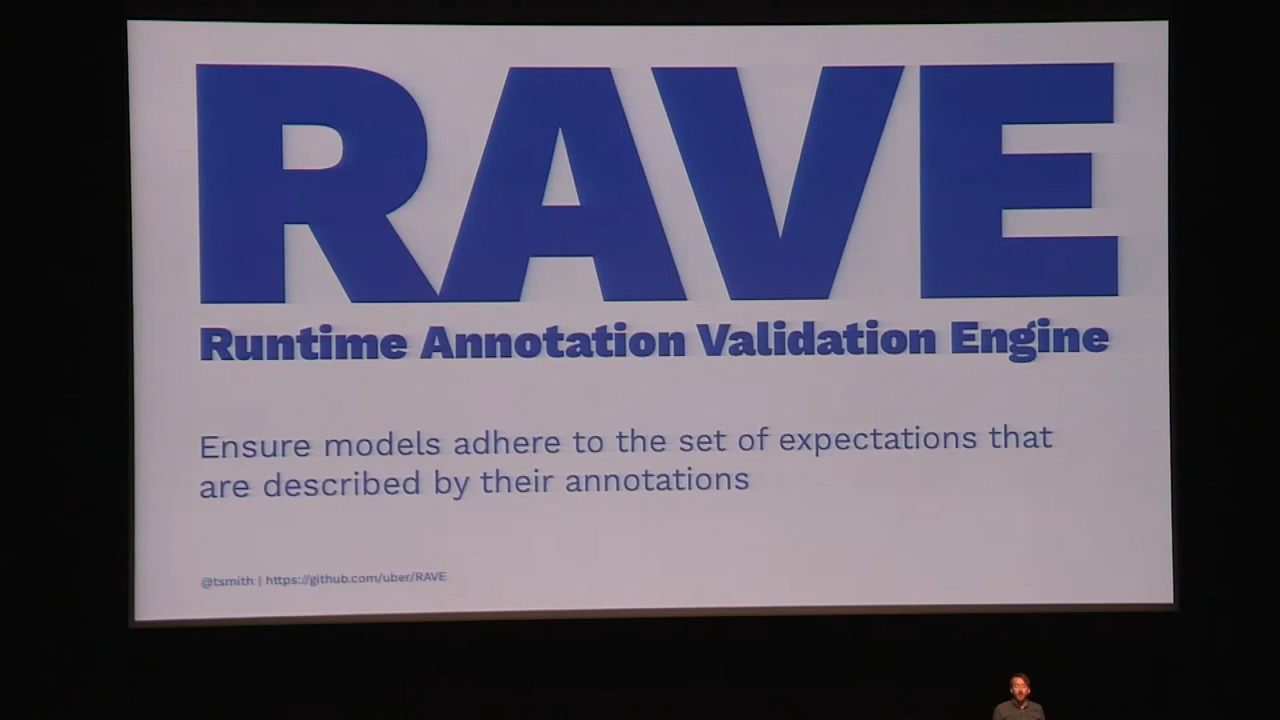 RAVE
Runtime Annotation Validation Engine
Ensure models adhere to the set of expectations that
are described by their annotations
@tsmith | https://github.com/uber/RAVE